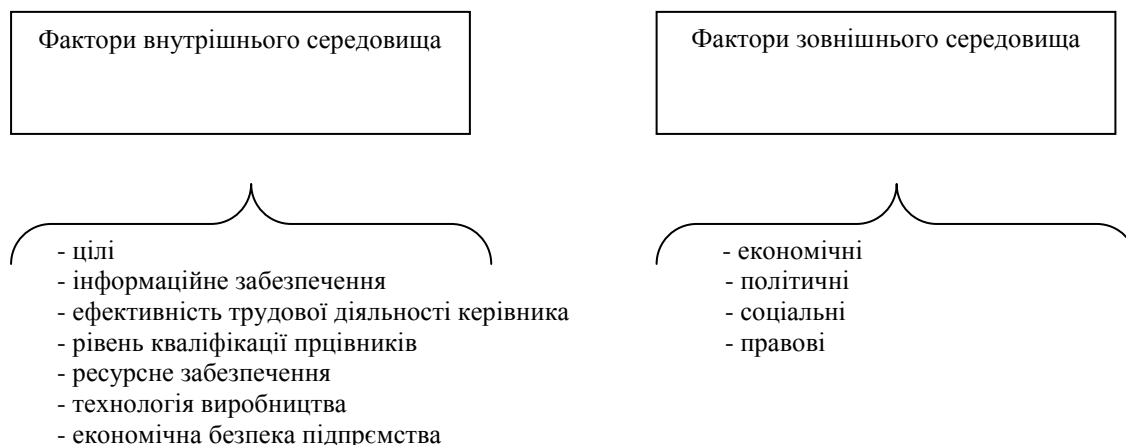 Фактори внутрішнього середовища
- цілі
- інформаційне забезпечення
- ефективність трудової діяльності керівника
- рівень кваліфікації прцівників
- ресурсне забезпечення
- технологія виробництва
- економічна безпека підпрємства
Фактори зовнішнього середовища
- економічні
- політичні
- соціальні
- правові